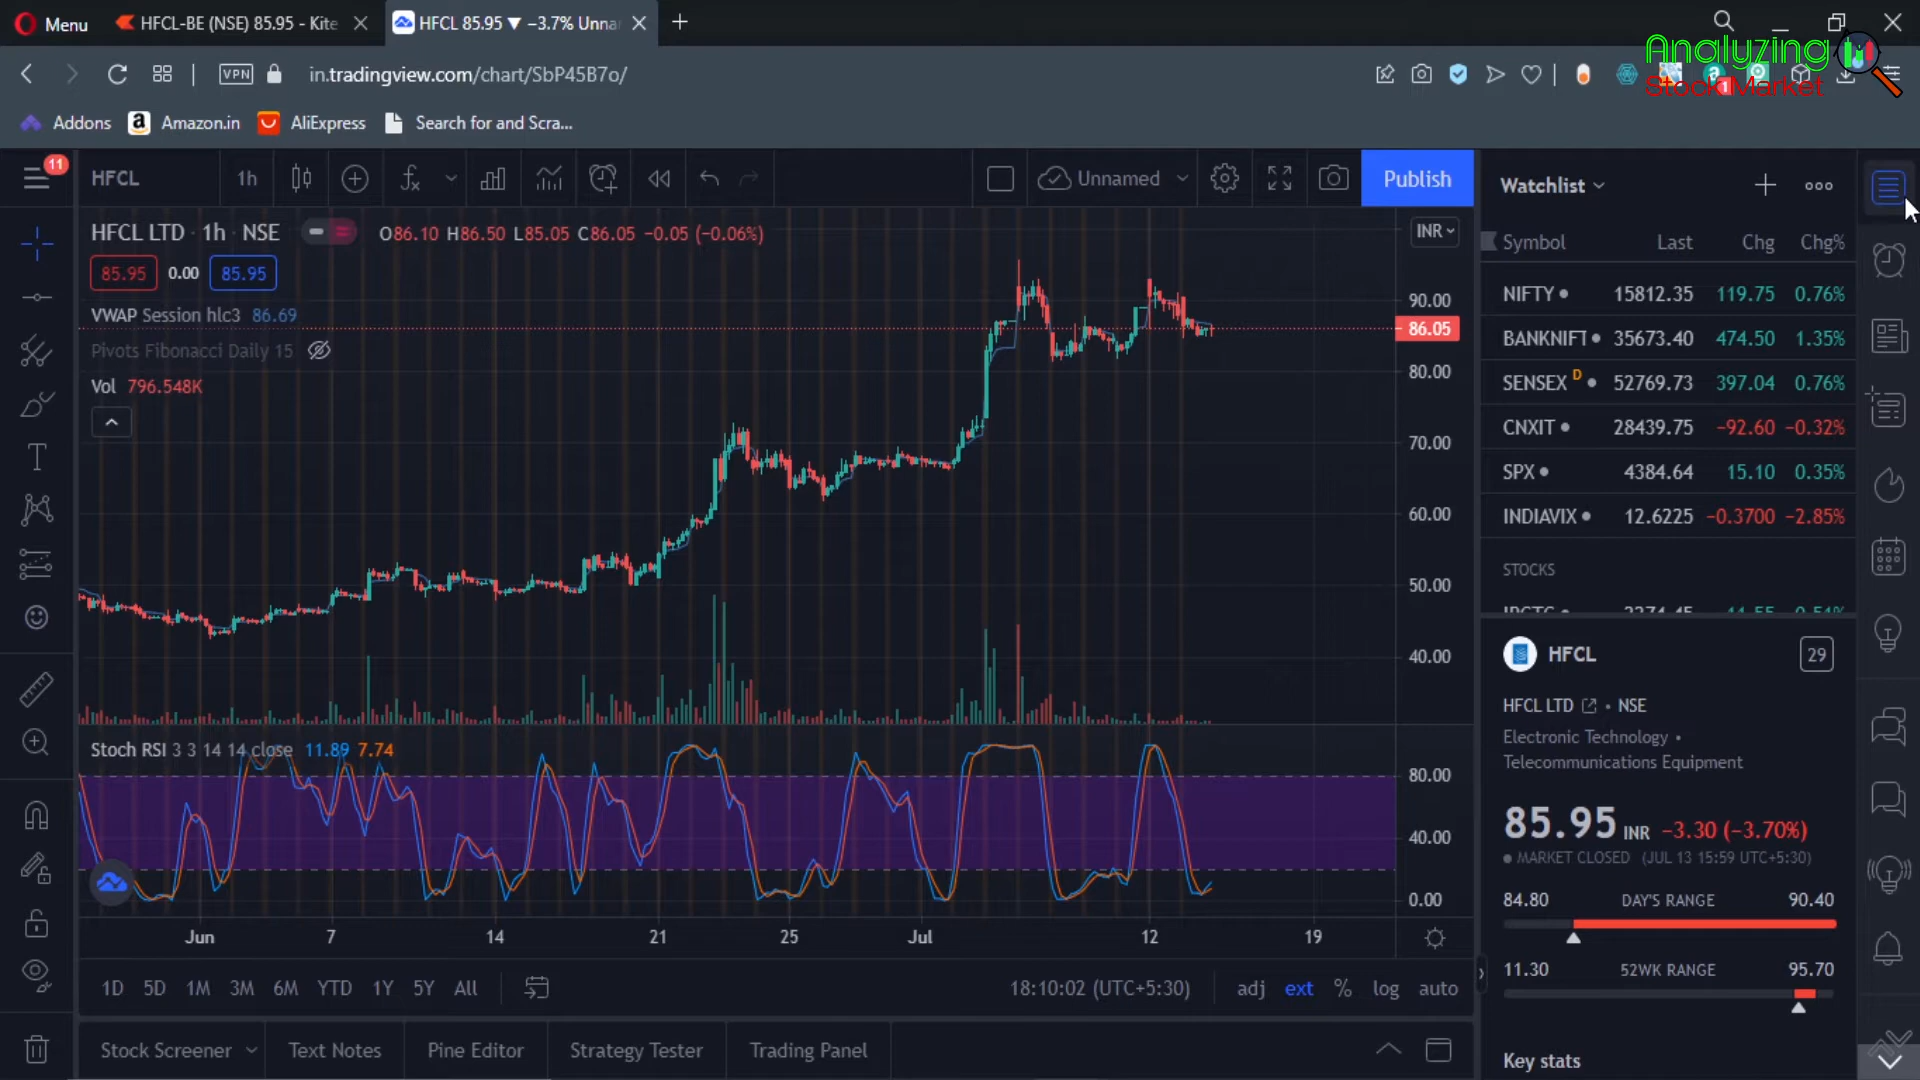 Menu
HFCL-BE (NSE) 85.95 - Kite
HFCL 85.95 ▼ −3.7% Unna
Analyzing
Stock Market
VPN
in.tradingview.com/chart/SbP45B7o/
1
Addons
Amazon.in
AliExpress
Search for and Scra...
11
HFCL
1h
Unnamed
Publish
HFCL LTD · 1h · NSE
O86.10 H86.50 L85.05 C86.05 −0.05 (−0.06%)
INR
85.95 0.00 85.95
VWAP Session hlc3 86.69
Pivots Fibonacci Daily 15
Vol 796.548K
90.00
86.05
80.00
70.00
60.00
50.00
40.00
Stoch RSI 3 3 14 14 close 11.89 7.74
80.00
40.00
0.00
Jun 7 14 21 25 Jul 12 19
1D 5D 1M 3M 6M YTD 1Y 5Y All
18:10:02 (UTC+5:30)
adj ext % log auto
Stock Screener
Text Notes
Pine Editor
Strategy Tester
Trading Panel
Watchlist
Symbol Last Chg Chg%
NIFTY 15812.35 119.75 0.76%
BANKNIFT 35673.40 474.50 1.35%
SENSEX D 52769.73 397.04 0.76%
CNXIT 28439.75 −92.60 −0.32%
SPX 4384.64 15.10 0.35%
INDIAVIX 12.6225 −0.3700 −2.85%
STOCKS
HFCL
29
HFCL LTD • NSE
Electronic Technology •
Telecommunications Equipment
85.95 INR −3.30 (−3.70%)
MARKET CLOSED (JUL 13 15:59 UTC+5:30)
84.80 DAY'S RANGE 90.40
11.30 52WK RANGE 95.70
Key stats